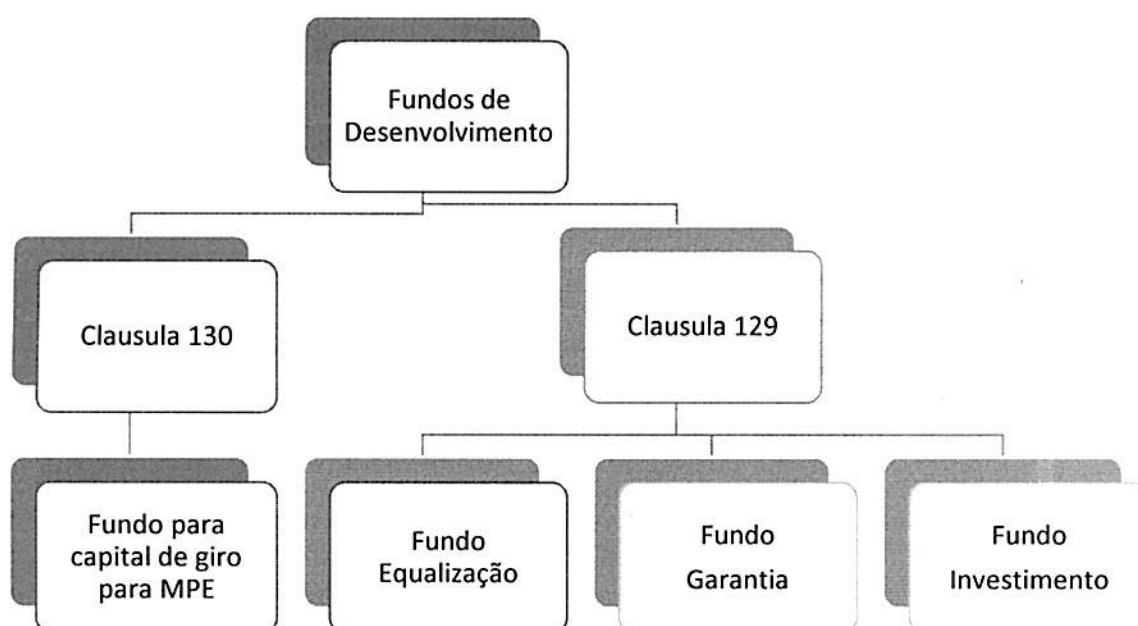 Fundos de
Desenvolvimento
Clausula 130
Clausula 129
Fundo para
capital de giro
para MPE
Fundo
Equalização
Fundo
Garantia
Fundo
Investimento